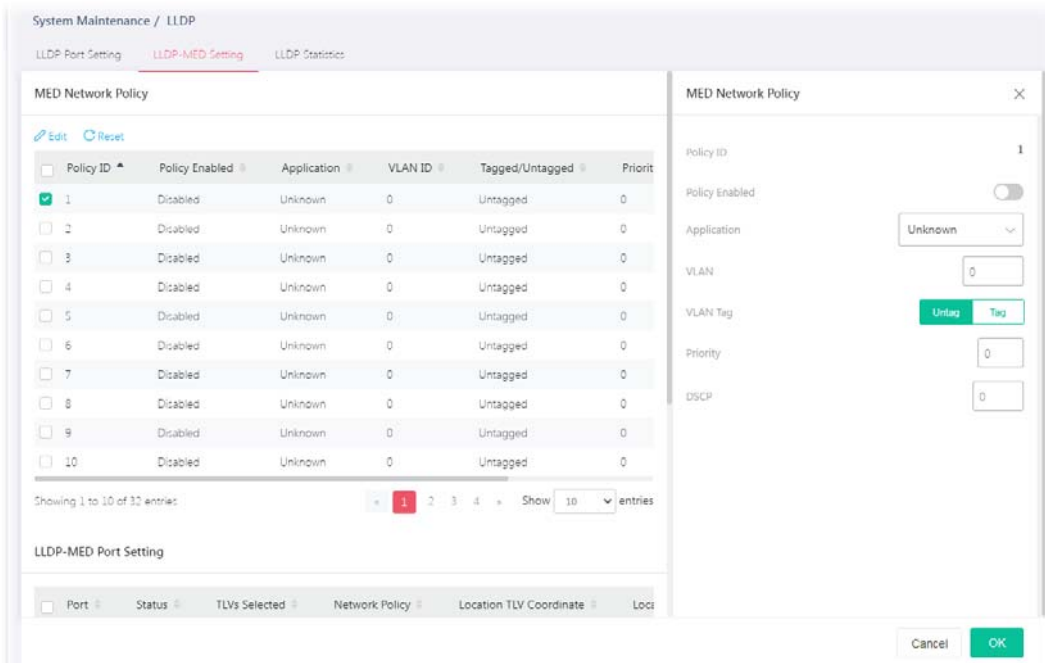 System Maintenance / LLDP
LLDP Port Setting LLDP-MED Setting LLDP Statistics
MED Network Policy
Edit Reset
Policy ID Policy Enabled Application VLAN ID Tagged/Untagged Priorit
1 Disabled Unknown 0 Untagged 0
2 Disabled Unknown 0 Untagged 0
3 Disabled Unknown 0 Untagged 0
4 Disabled Unknown 0 Untagged 0
5 Disabled Unknown 0 Untagged 0
6 Disabled Unknown 0 Untagged 0
7 Disabled Unknown 0 Untagged 0
8 Disabled Unknown 0 Untagged 0
9 Disabled Unknown 0 Untagged 0
10 Disabled Unknown 0 Untagged 0
Showing 1 to 10 of 32 entries « 1 2 3 4 » Show 10 entries
LLDP-MED Port Setting
Port Status TLVs Selected Network Policy Location TLV Coordinate Loca
MED Network Policy
Policy ID 1
Policy Enabled
Application Unknown
VLAN 0
VLAN Tag Untag Tag
Priority 0
DSCP 0
Cancel OK